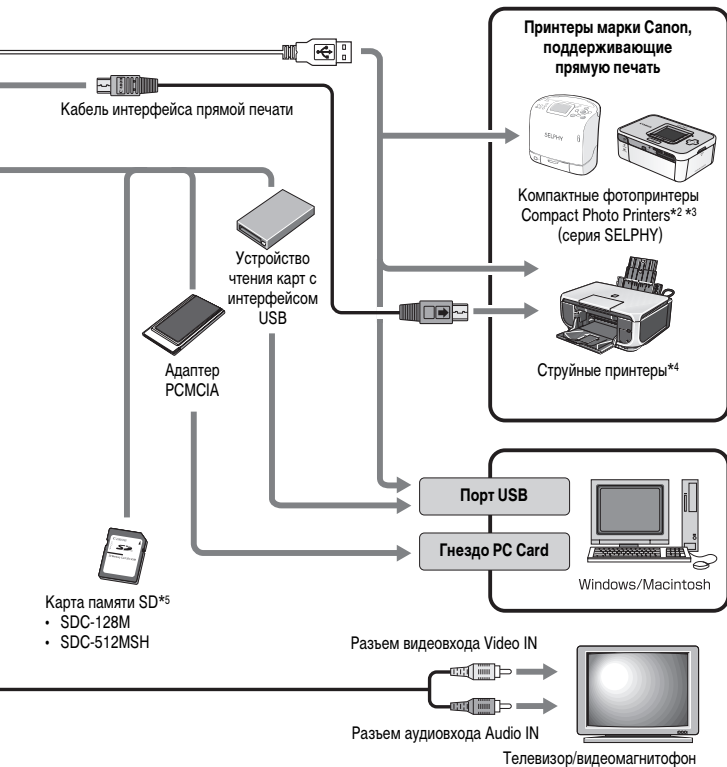 Принтеры марки Canon,
поддерживающие
прямую печать
Кабель интерфейса прямой печати
SELPHY
Компактные фотопринтеры
Compact Photo Printers*2 *3
(серия SELPHY)
Устройство
чтения карт с
интерфейсом
USB
Адаптер
PCMCIA
Струйные принтеры*4
Порт USB
Гнездо PC Card
Windows/Macintosh
Canon
SD
Карта памяти SD*5
• SDC-128M
• SDC-512MSH
Разъем видеовхода Video IN
Разъем аудиовхода Audio IN
Телевизор/видеомагнитофон